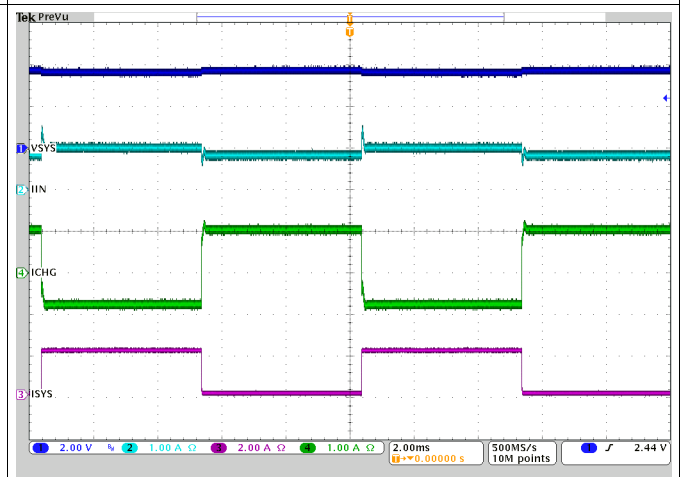 Tek PreVu
T
T
1 VSYS
2 IIN
4 ICHG
3 ISYS
1 2.00 V 2 1.00 A Ω 3 2.00 A Ω 4 1.00 A Ω 2.00ms 500MS/s 1 2.44 V
T→▼0.00000 s 10M points